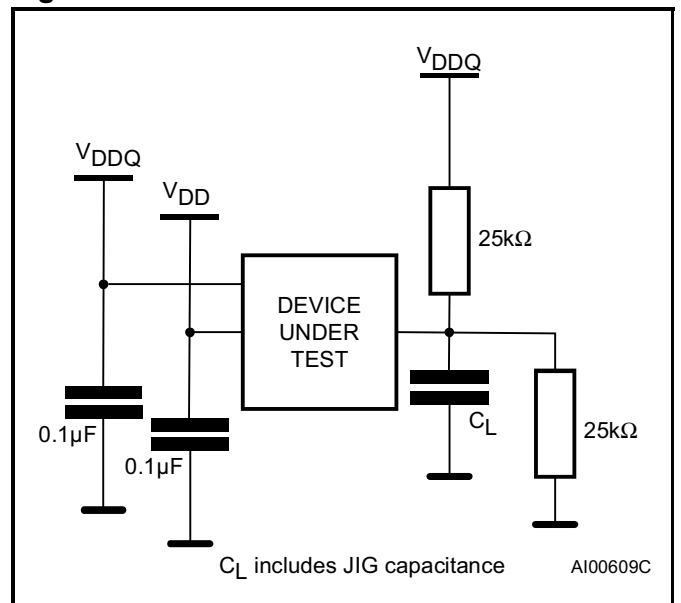 VDDQ
VDDQ
VDD
25kΩ
DEVICE
UNDER
TEST
0.1µF
0.1µF
CL
25kΩ
CL includes JIG capacitance
AI00609C